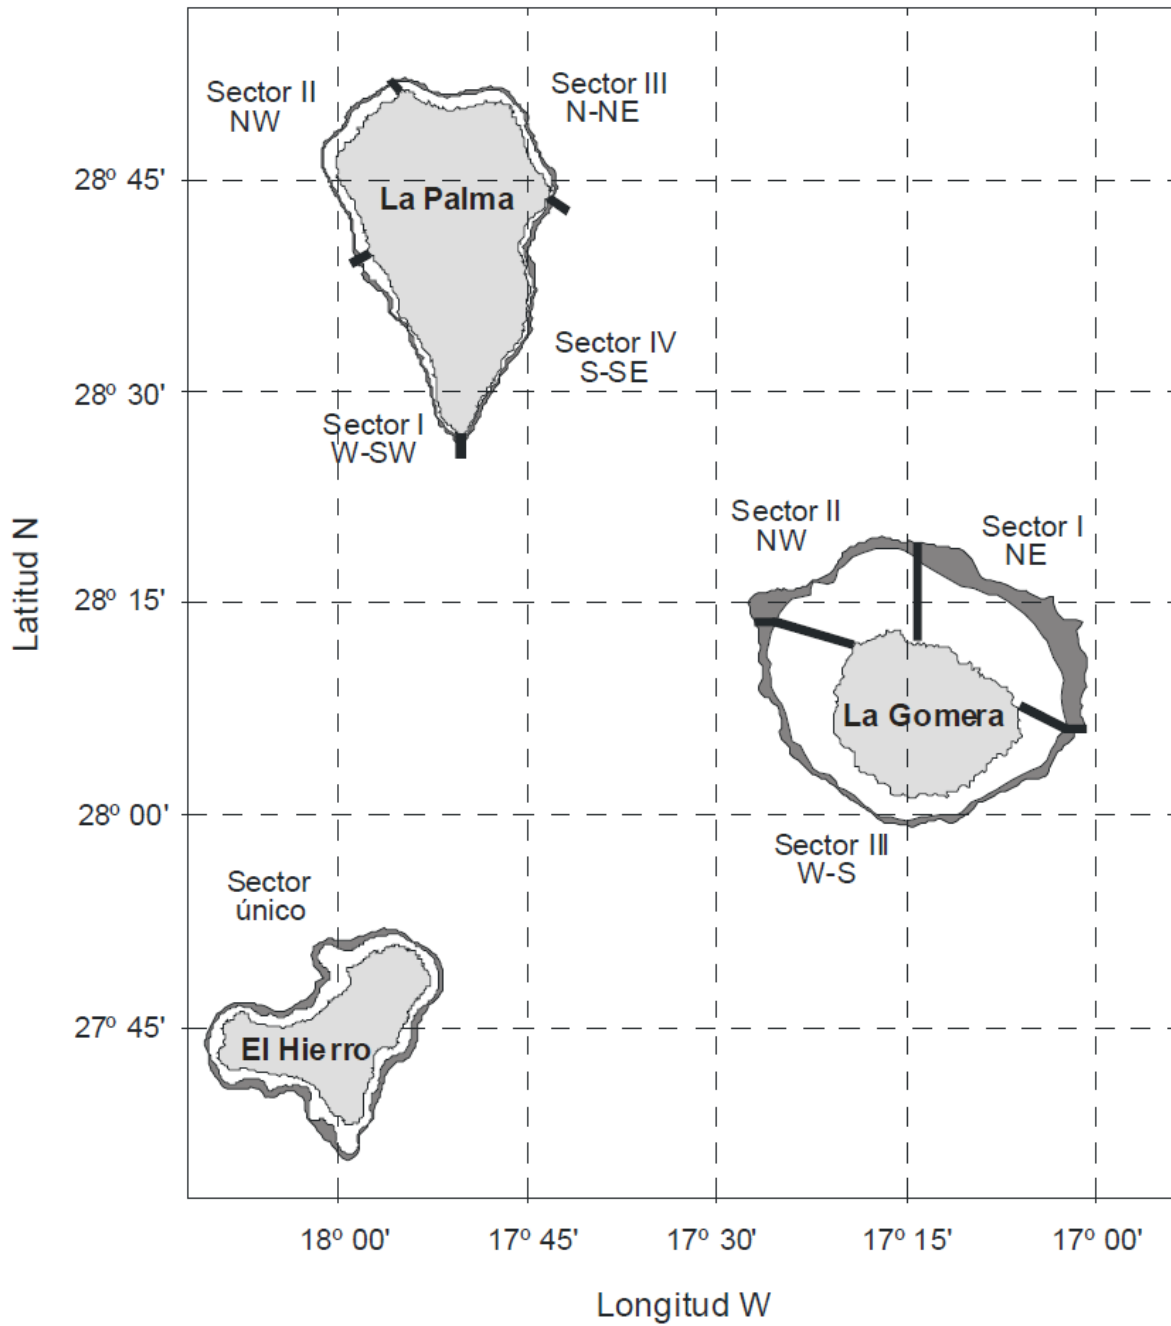 Sector II
NW
Sector III
N-NE
28º 45'
La Palma
Sector IV
S-SE
28º 30'
Sector I
W-SW
Sector II
NW
Sector I
NE
Latitud N
28º 15'
La Gomera
28º 00'
Sector III
W-S
Sector
único
27º 45'
El Hierro
18º 00'
17º 45'
17º 30'
17º 15'
17º 00'
Longitud W